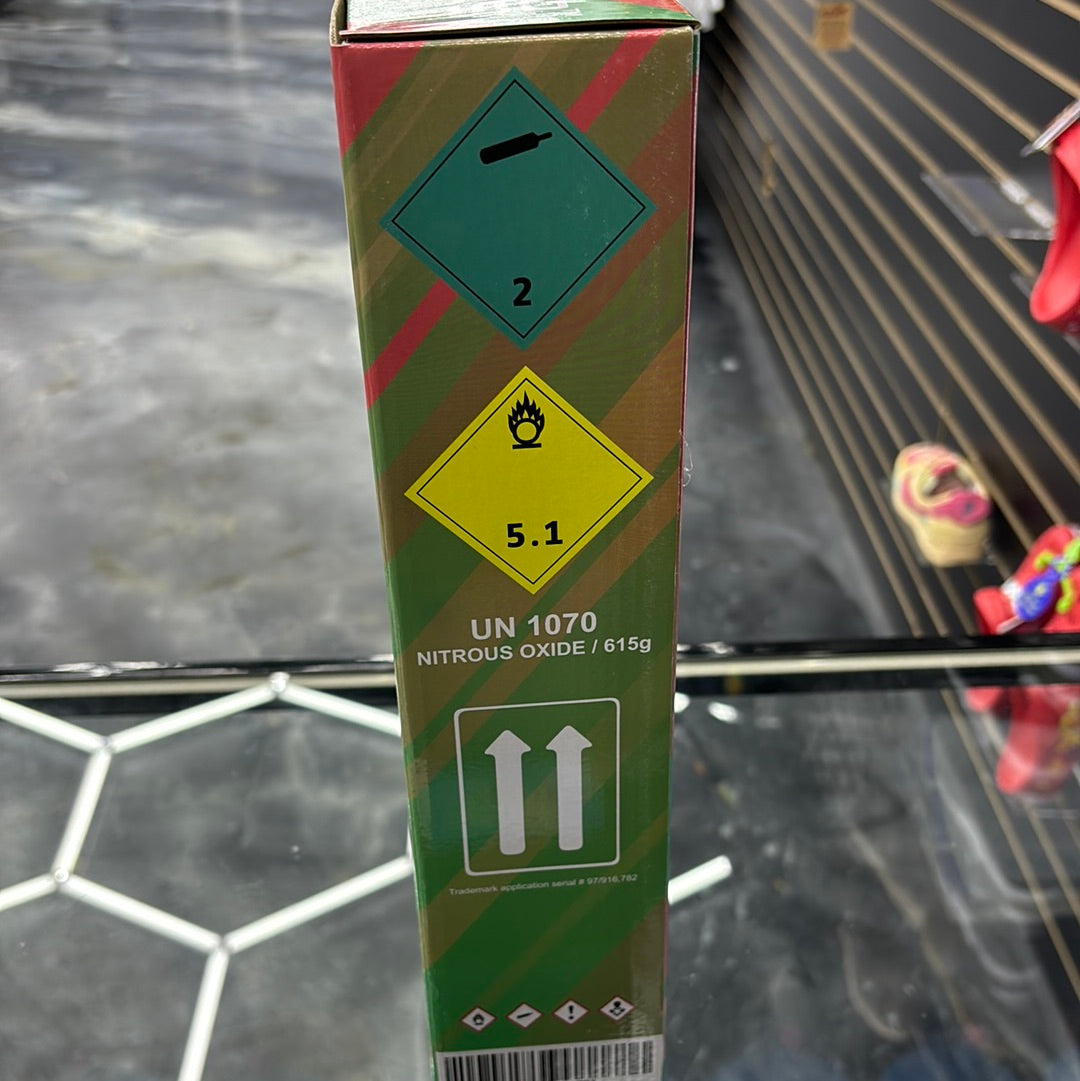 2
5.1
UN 1070
NITROUS OXIDE / 615g
Trademark application serial # 97/916,782